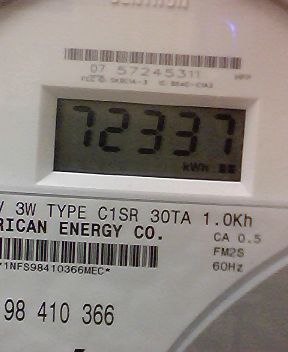 07 57245311
72337
kWh
V 3W TYPE C1SR 30TA 1.0Kh
RICAN ENERGY CO.
CA 0.5
FM2S
60Hz
*1NFS98410366MEC*
98 410 366